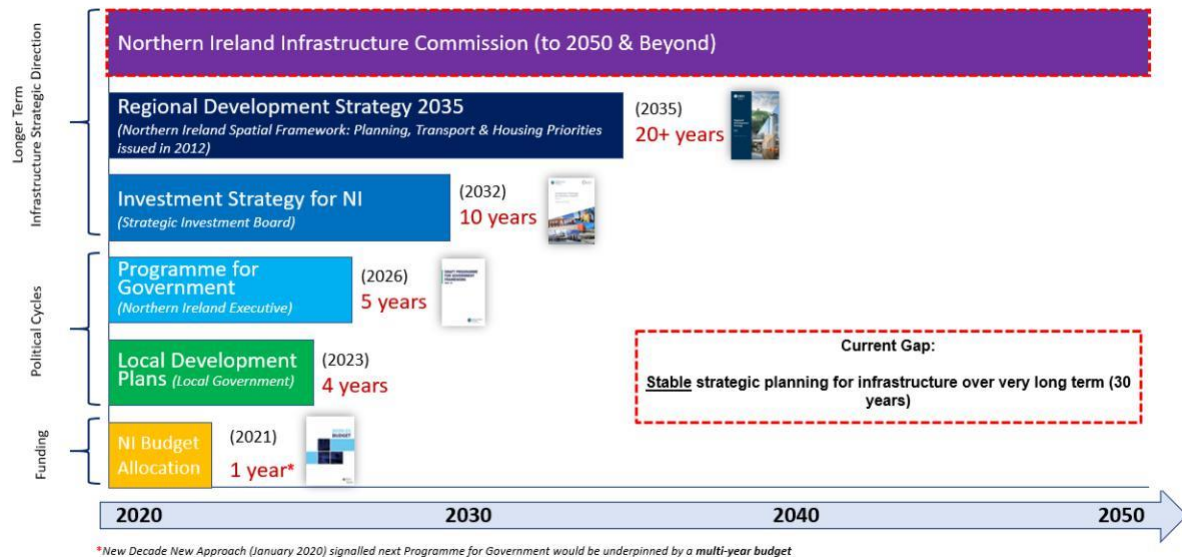 Longer Term
Infrastructure Strategic Direction
Northern Ireland Infrastructure Commission (to 2050 & Beyond)
Regional Development Strategy 2035
(Northern Ireland Spatial Framework: Planning, Transport & Housing Priorities
issued in 2012)
(2035)
20+ years
Investment Strategy for NI
(Strategic Investment Board)
(2032)
10 years
Political Cycles
Programme for
Government
(Northern Ireland Executive)
(2026)
5 years
Local Development
Plans (Local Government)
(2023)
4 years
Current Gap:
Stable strategic planning for infrastructure over very long term (30
years)
Funding
NI Budget
Allocation
(2021)
1 year*
BUDGET
2020
2030
2040
2050
*New Decade New Approach (January 2020) signalled next Programme for Government would be underpinned by a multi-year budget